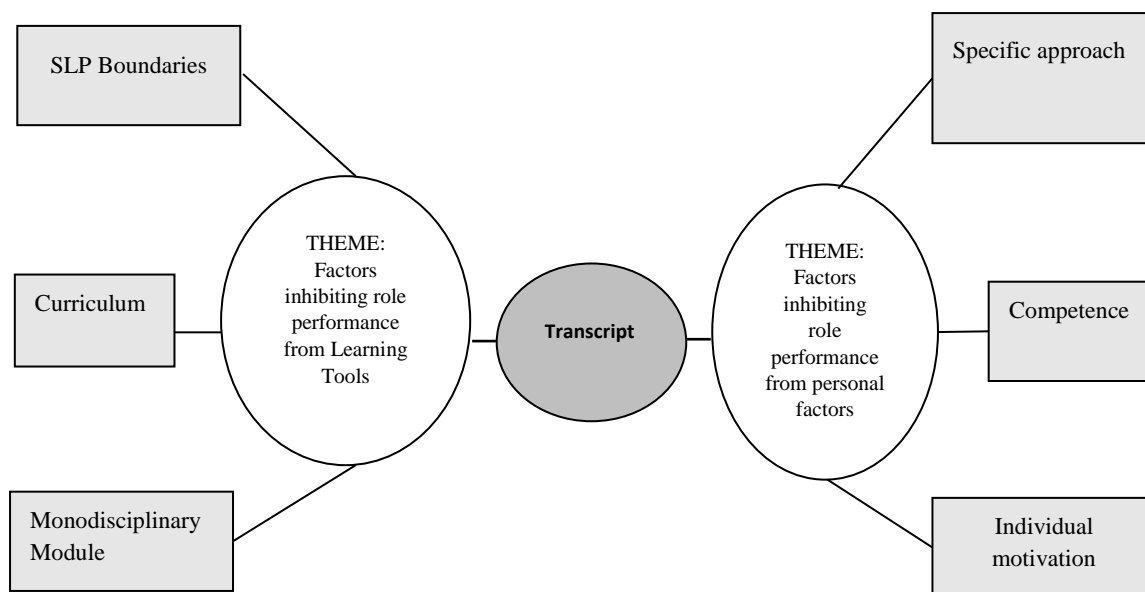 SLP Boundaries
Specific approach
THEME:
Factors
inhibiting role
performance
from Learning
Tools
THEME:
Factors
inhibiting
role
performance
from personal
factors
Curriculum
Transcript
Competence
Monodisciplinary
Module
Individual
motivation